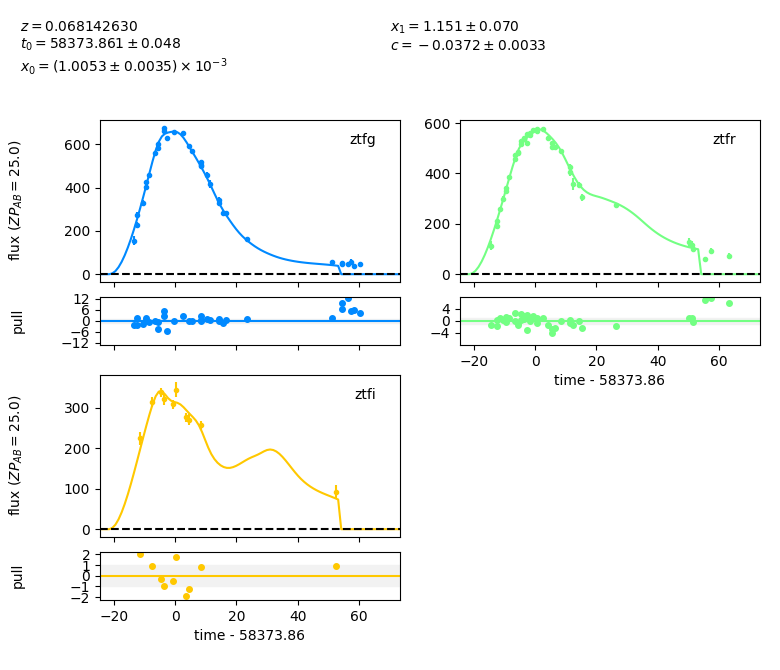 z = 0.068142630
t₀ = 58373.861 ± 0.048
x₀ = (1.0053 ± 0.0035) × 10⁻³
x₁ = 1.151 ± 0.070
c = −0.0372 ± 0.0033
flux (ZP_AB = 25.0)
ztfg
600
400
200
0
ztfr
600
400
200
0
pull
12
6
0
−6
−12
4
0
−4
−20 0 20 40 60
time - 58373.86
flux (ZP_AB = 25.0)
ztfi
300
200
100
0
pull
2
1
0
−1
−2
−20 0 20 40 60
time - 58373.86